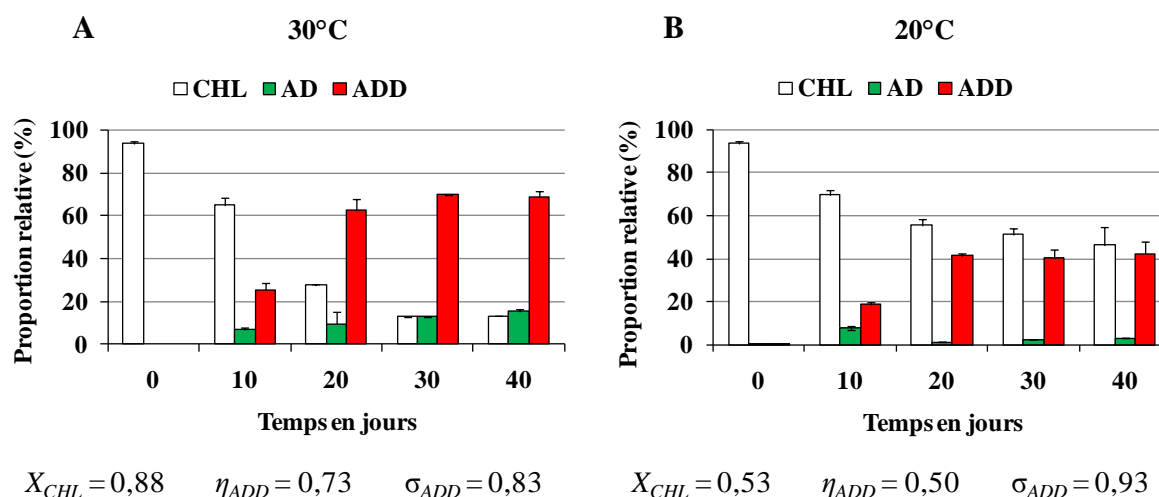 A 30°C
CHL AD ADD
Proportion relative (%)
100
80
60
40
20
0
0 10 20 30 40
Temps en jours
X_CHL = 0,88 η_ADD = 0,73 σ_ADD = 0,83
B 20°C
CHL AD ADD
Proportion relative (%)
100
80
60
40
20
0
0 10 20 30 40
Temps en jours
X_CHL = 0,53 η_ADD = 0,50 σ_ADD = 0,93